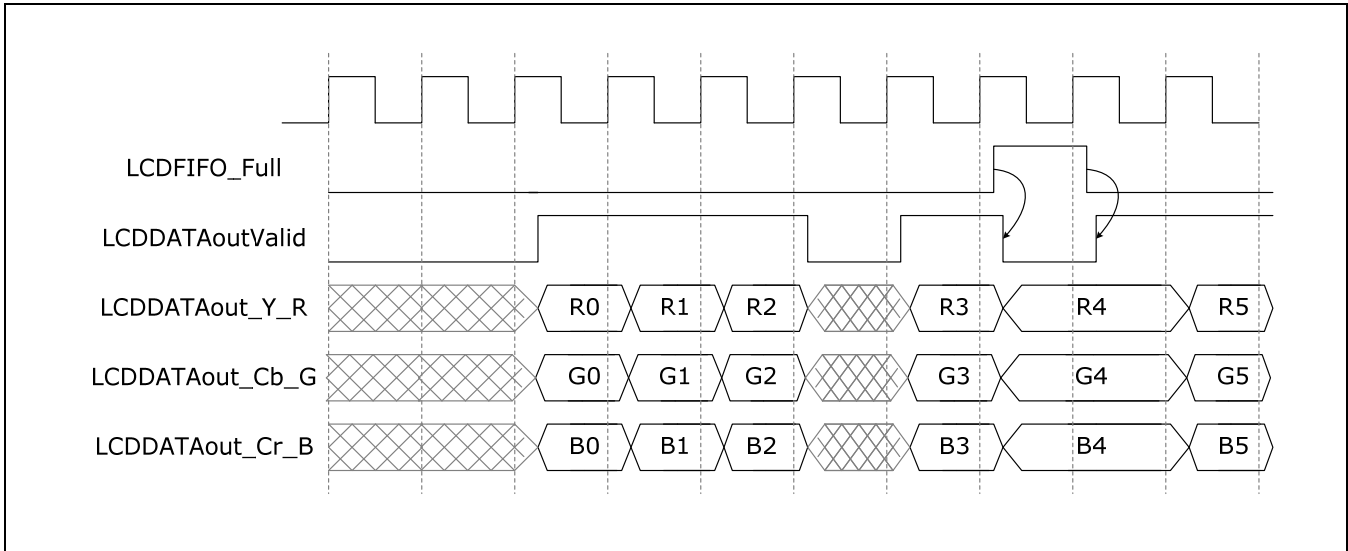 LCDFIFO_Full
LCDDATAoutValid
LCDDATAout_Y_R R0 R1 R2 R3 R4 R5
LCDDATAout_Cb_G G0 G1 G2 G3 G4 G5
LCDDATAout_Cr_B B0 B1 B2 B3 B4 B5